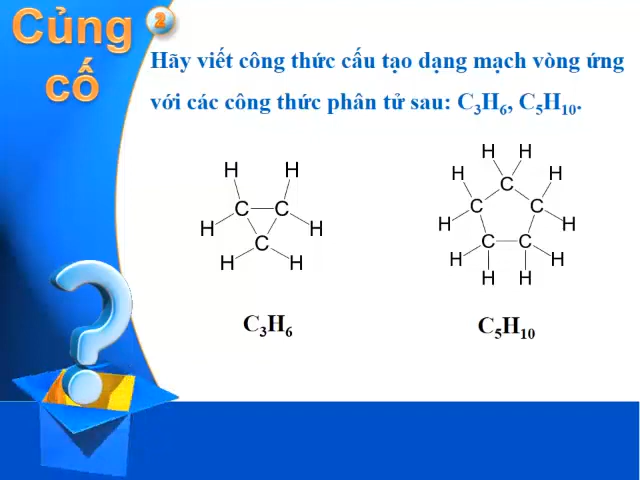 Củng
cố
2
Hãy viết công thức cấu tạo dạng mạch vòng ứng
với các công thức phân tử sau: C₃H₆, C₅H₁₀.
H H
H C C H
C
H H
H H
H C H
C C
H H
C C
H H
H H
C₃H₆
C₅H₁₀